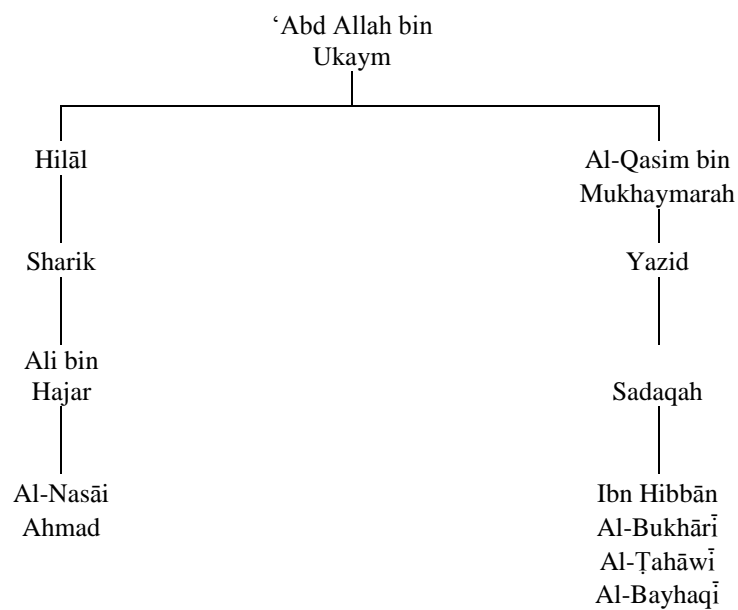 ‘Abd Allah bin
Ukaym
Hilāl
Al-Qasim bin
Mukhaymarah
Sharik
Yazid
Ali bin
Hajar
Sadaqah
Al-Nasāi
Ahmad
Ibn Hibbān
Al-Bukhārī
Al-Ṭahāwī
Al-Bayhaqī